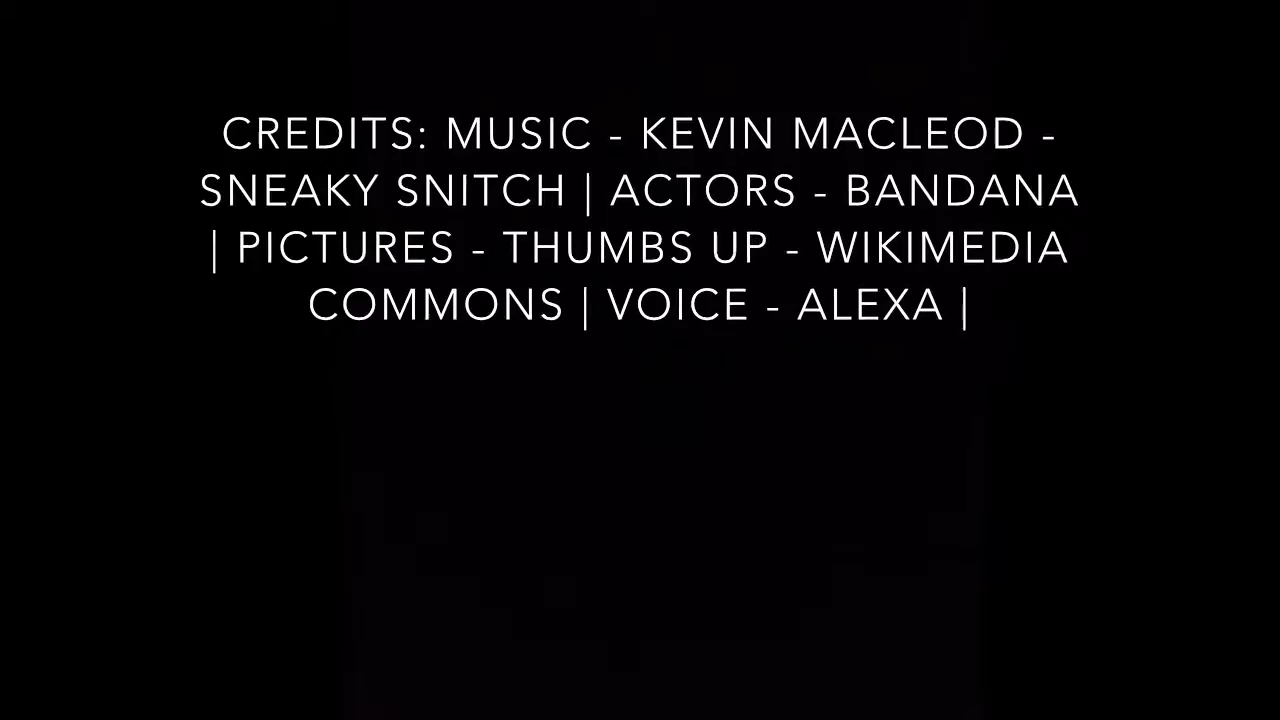 CREDITS: MUSIC - KEVIN MACLEOD -
SNEAKY SNITCH | ACTORS - BANDANA
| PICTURES - THUMBS UP - WIKIMEDIA
COMMONS | VOICE - ALEXA |